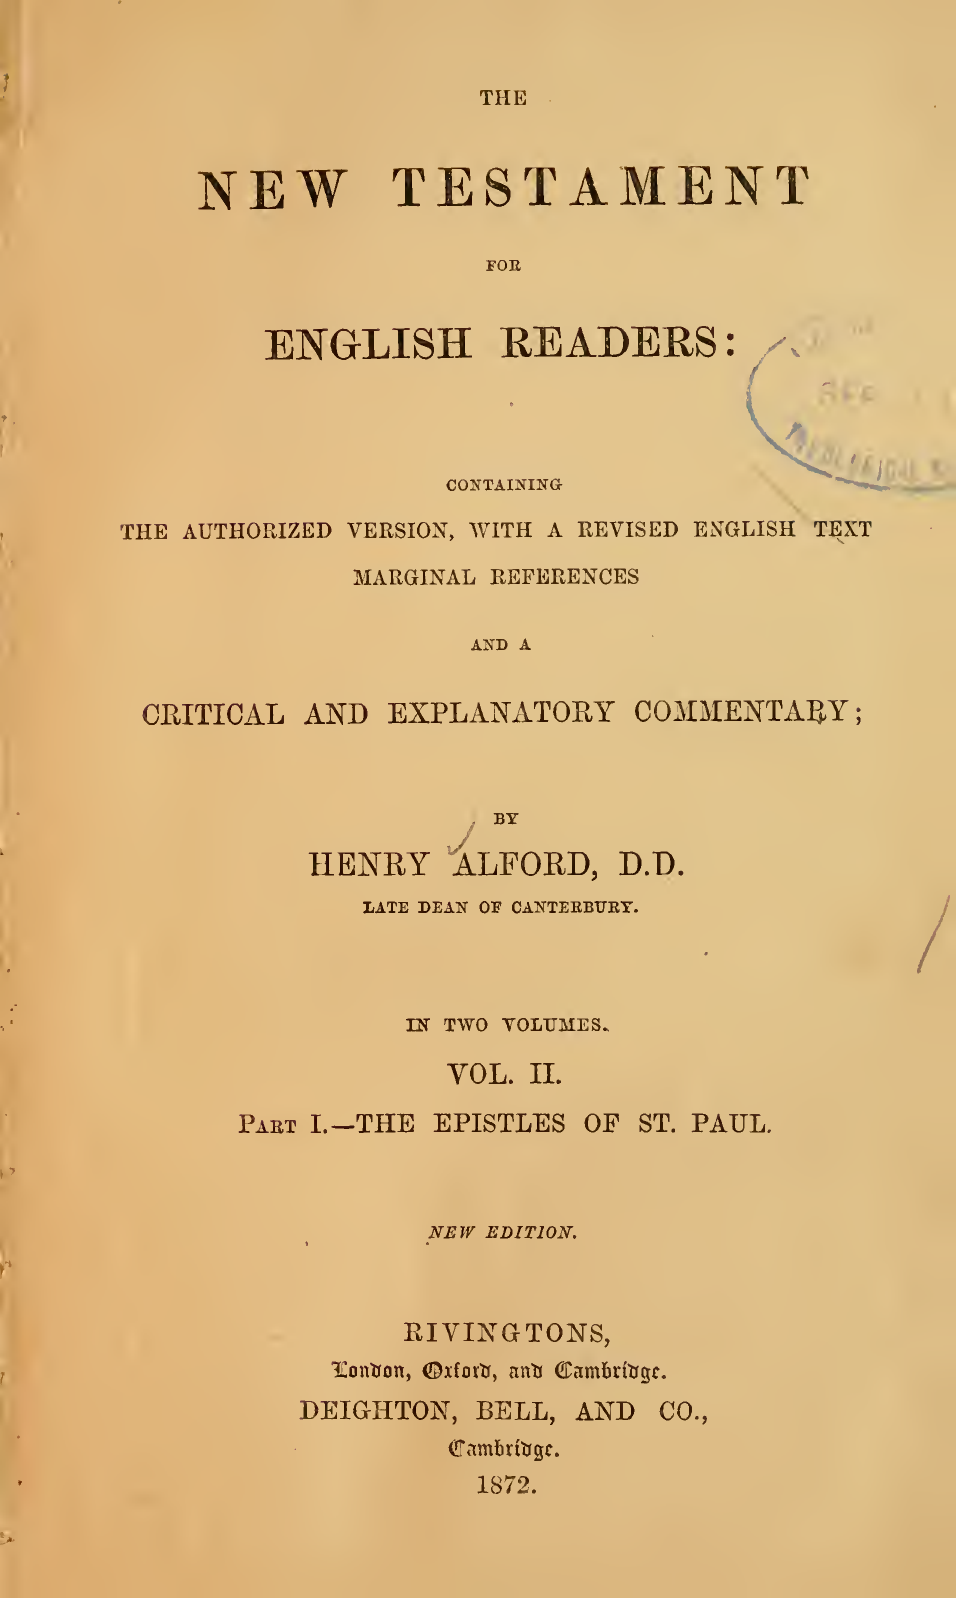 THE
NEW TESTAMENT
FOR
ENGLISH READERS:
CONTAINING
THE AUTHORIZED VERSION, WITH A REVISED ENGLISH TEXT
MARGINAL REFERENCES
AND A
CRITICAL AND EXPLANATORY COMMENTARY;
BY
HENRY ALFORD, D.D.
LATE DEAN OF CANTERBURY.
IN TWO VOLUMES.
VOL. II.
PART I.—THE EPISTLES OF ST. PAUL.
NEW EDITION.
RIVINGTONS,
London, Oxford, and Cambridge.
DEIGHTON, BELL, AND CO.,
Cambridge.
1872.